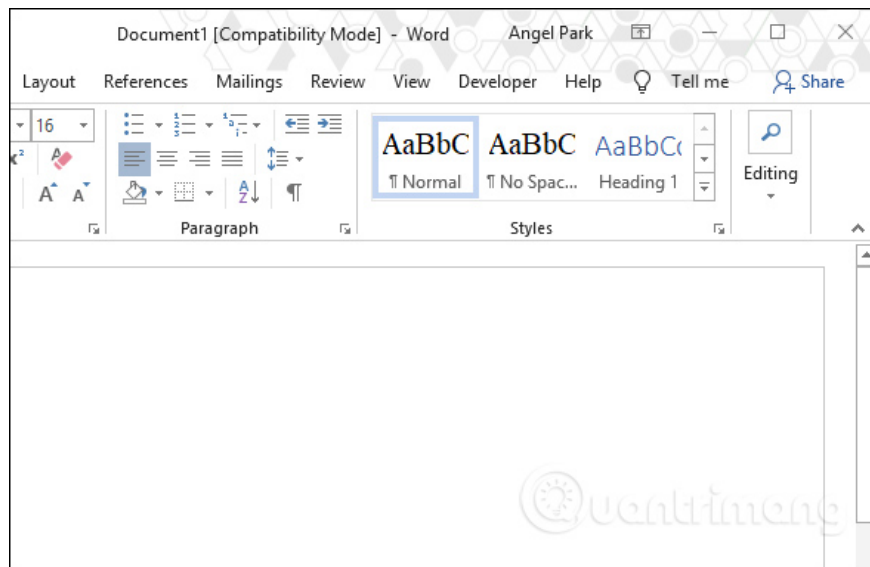 Document1 [Compatibility Mode] - Word Angel Park
Layout References Mailings Review View Developer Help Tell me Share
16
AaBbC AaBbC AaBbC
¶ Normal ¶ No Spac... Heading 1
Editing
Paragraph Styles
Quantrimang